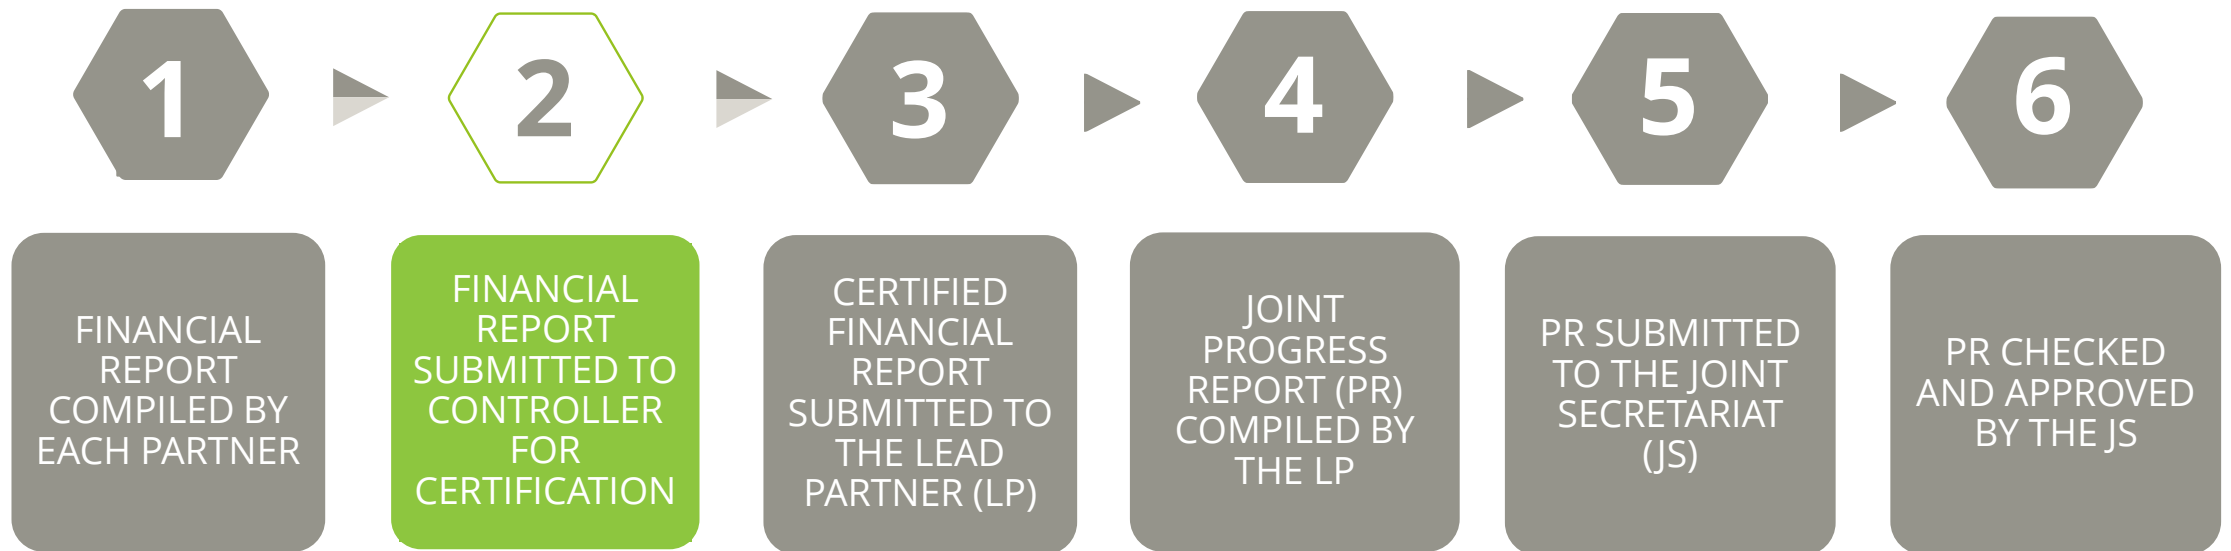 1
2
3
4
5
6
FINANCIAL
REPORT
COMPILED BY
EACH PARTNER
FINANCIAL
REPORT
SUBMITTED TO
CONTROLLER
FOR
CERTIFICATION
CERTIFIED
FINANCIAL
REPORT
SUBMITTED TO
THE LEAD
PARTNER (LP)
JOINT
PROGRESS
REPORT (PR)
COMPILED BY
THE LP
PR SUBMITTED
TO THE JOINT
SECRETARIAT
(JS)
PR CHECKED
AND APPROVED
BY THE JS